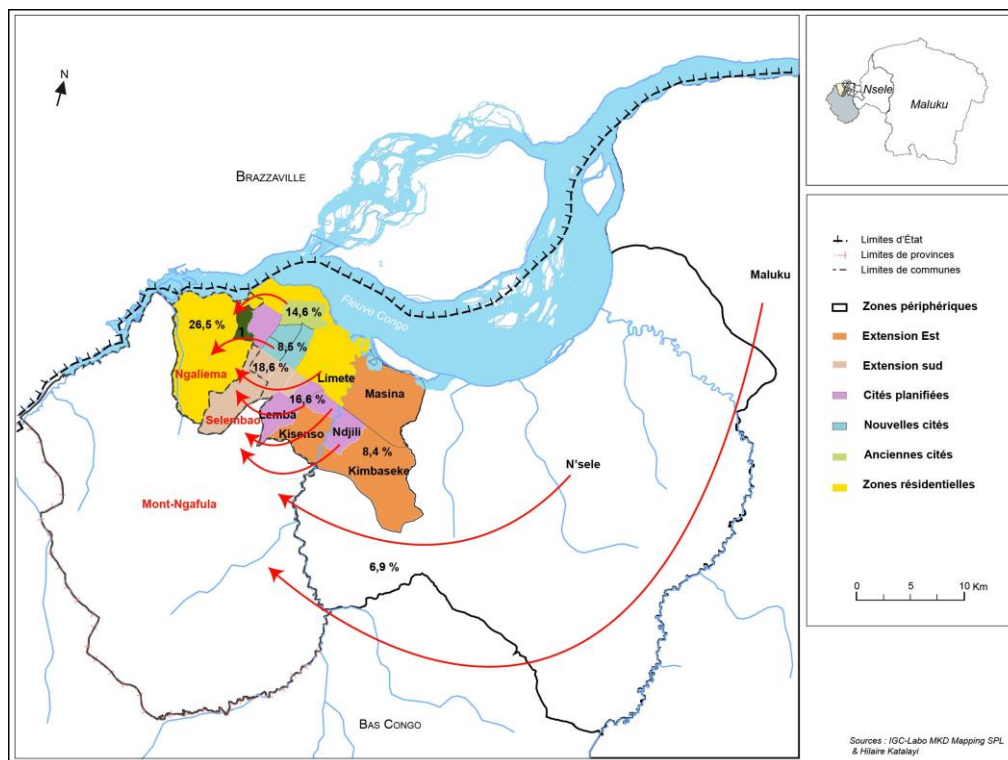 N
BRAZZAVILLE
Fleuve Congo
Maluku
26,5 %
1
14,6 %
8,5 %
Ngaliema
18,6 %
Limete
Masina
16,6 %
Selembao
Lemba
Kisenso
Ndjili
8,4 %
Kimbaseke
N'sele
Mont-Ngafula
6,9 %
BAS CONGO
Nsele
Maluku
Limites d'État
Limites de provinces
Limites de communes
Zones périphériques
Extension Est
Extension sud
Cités planifiées
Nouvelles cités
Anciennes cités
Zones résidentielles
0 5 10 Km
Sources : IGC-Labo MKD Mapping SPL
& Hilaire Katalayi